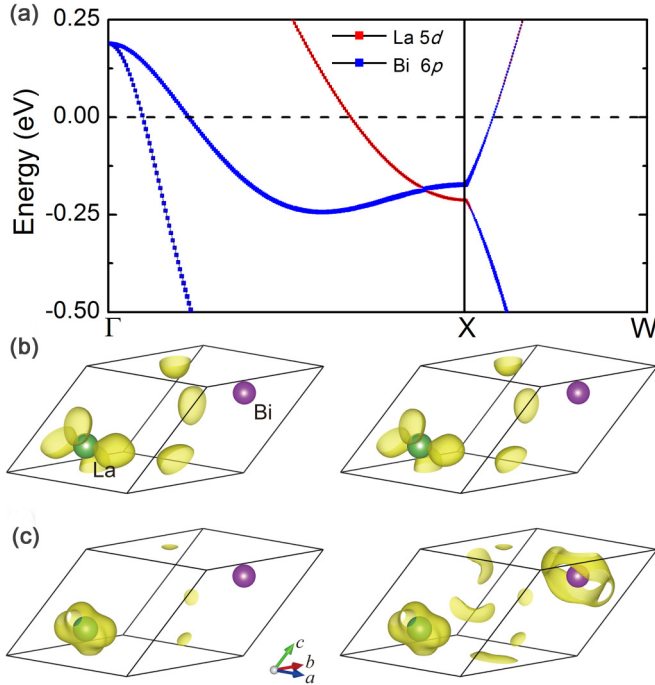 (a)
0.25
La 5d
Bi 6p
0.00
Energy (eV)
-0.25
-0.50
Γ X W
(b)
Bi
La
(c)
c
b
a